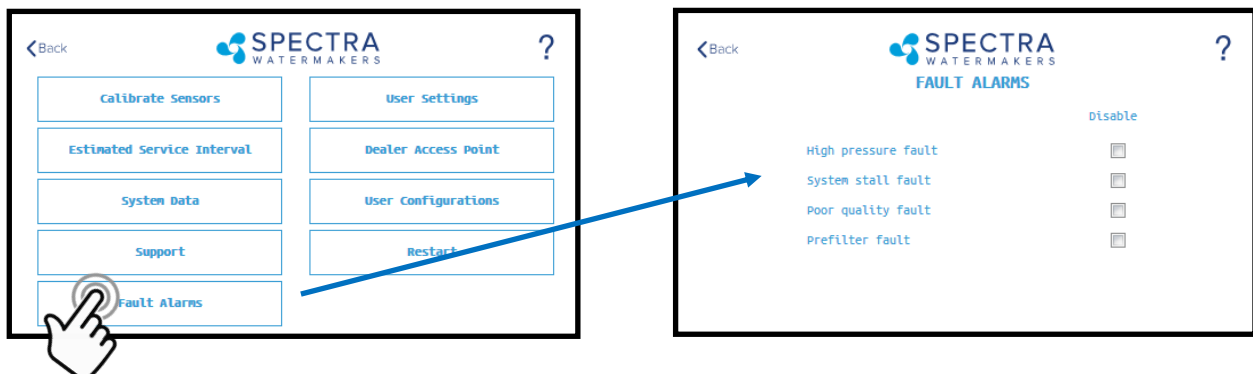 Back
SPECTRA
WATERMAKERS
?
Calibrate Sensors
User Settings
Estimated Service Interval
Dealer Access Point
System Data
User Configurations
Support
Restart
Fault Alarms
Back
SPECTRA
WATERMAKERS
?
FAULT ALARMS
Disable
High pressure fault
System stall fault
Poor quality fault
Prefilter fault